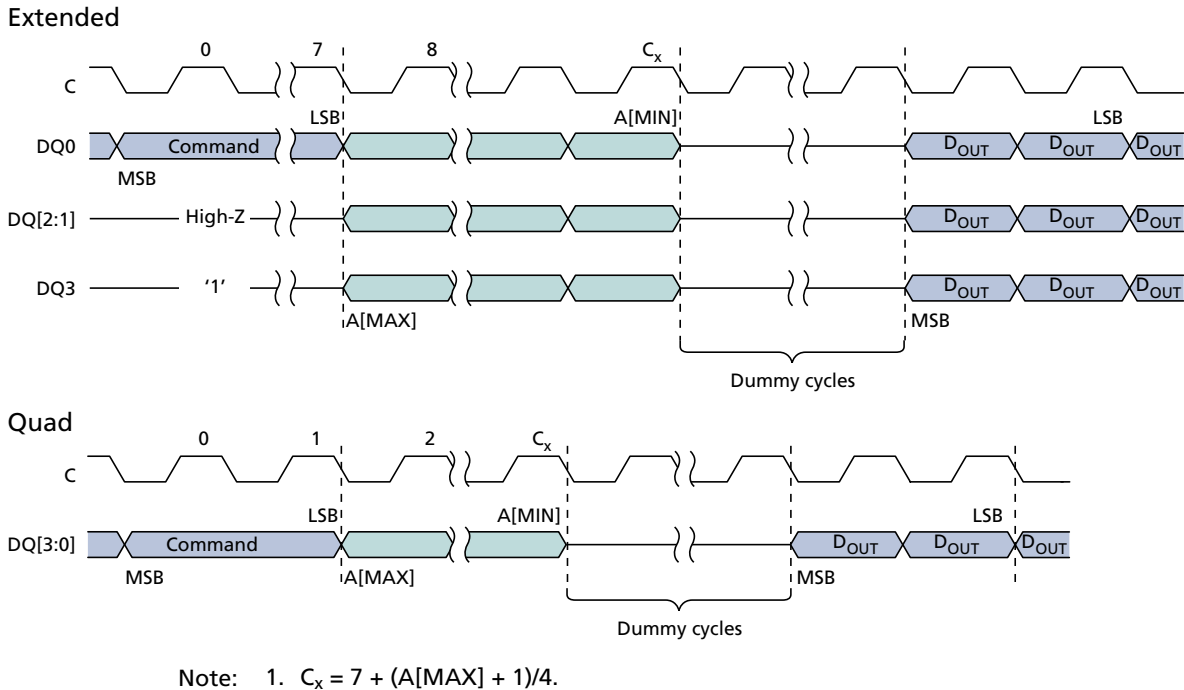 Extended
0 7 8 Cx
C
LSB A[MIN] LSB
DQ0 Command DOUT DOUT DOUT
MSB
DQ[2:1] High-Z DOUT DOUT DOUT
DQ3 ‘1’ DOUT DOUT DOUT
A[MAX] MSB
Dummy cycles
Quad
0 1 2 Cx
C
LSB A[MIN] LSB
DQ[3:0] Command DOUT DOUT DOUT
MSB A[MAX] MSB
Dummy cycles
Note: 1. Cx = 7 + (A[MAX] + 1)/4.